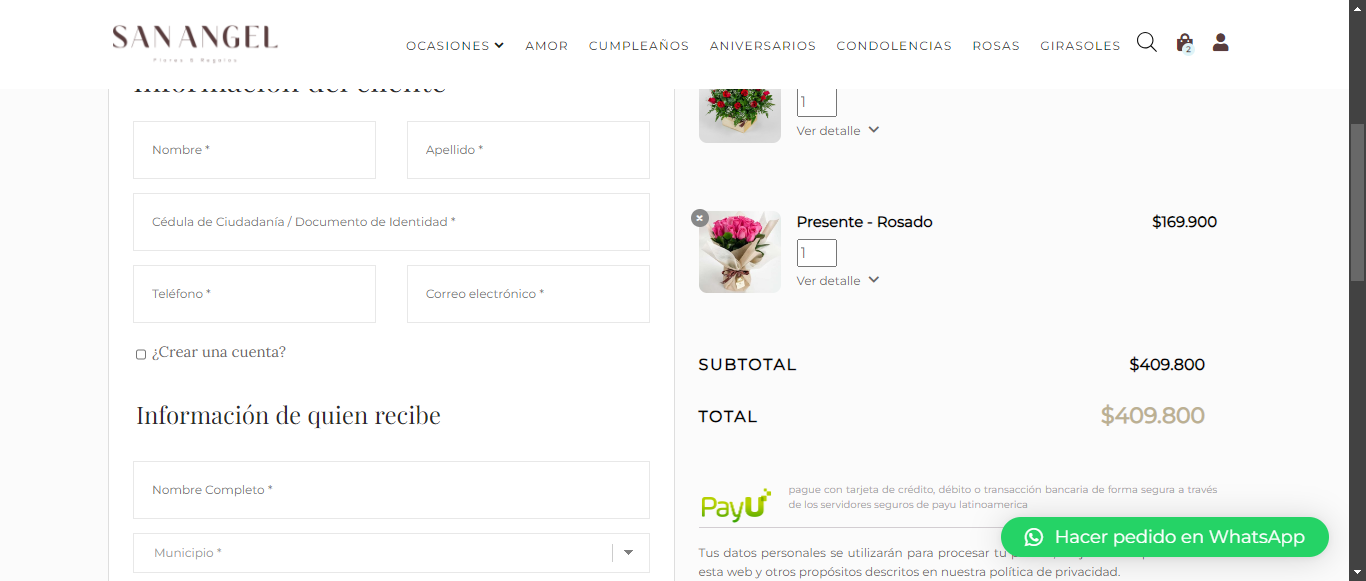 SAN ANGEL
Flores & Regalos
OCASIONES AMOR CUMPLEAÑOS ANIVERSARIOS CONDOLENCIAS ROSAS GIRASOLES
2
Información del cliente
Nombre *
Apellido *
Cédula de Ciudadanía / Documento de Identidad *
Teléfono *
Correo electrónico *
¿Crear una cuenta?
Información de quien recibe
Nombre Completo *
Municipio *
1
Ver detalle
Presente - Rosado
$169.900
1
Ver detalle
SUBTOTAL
$409.800
TOTAL
$409.800
PayU
pague con tarjeta de crédito, débito o transacción bancaria de forma segura a través
de los servidores seguros de payu latinoamerica
Hacer pedido en WhatsApp
Tus datos personales se utilizarán para procesar tu
esta web y otros propósitos descritos en nuestra política de privacidad.